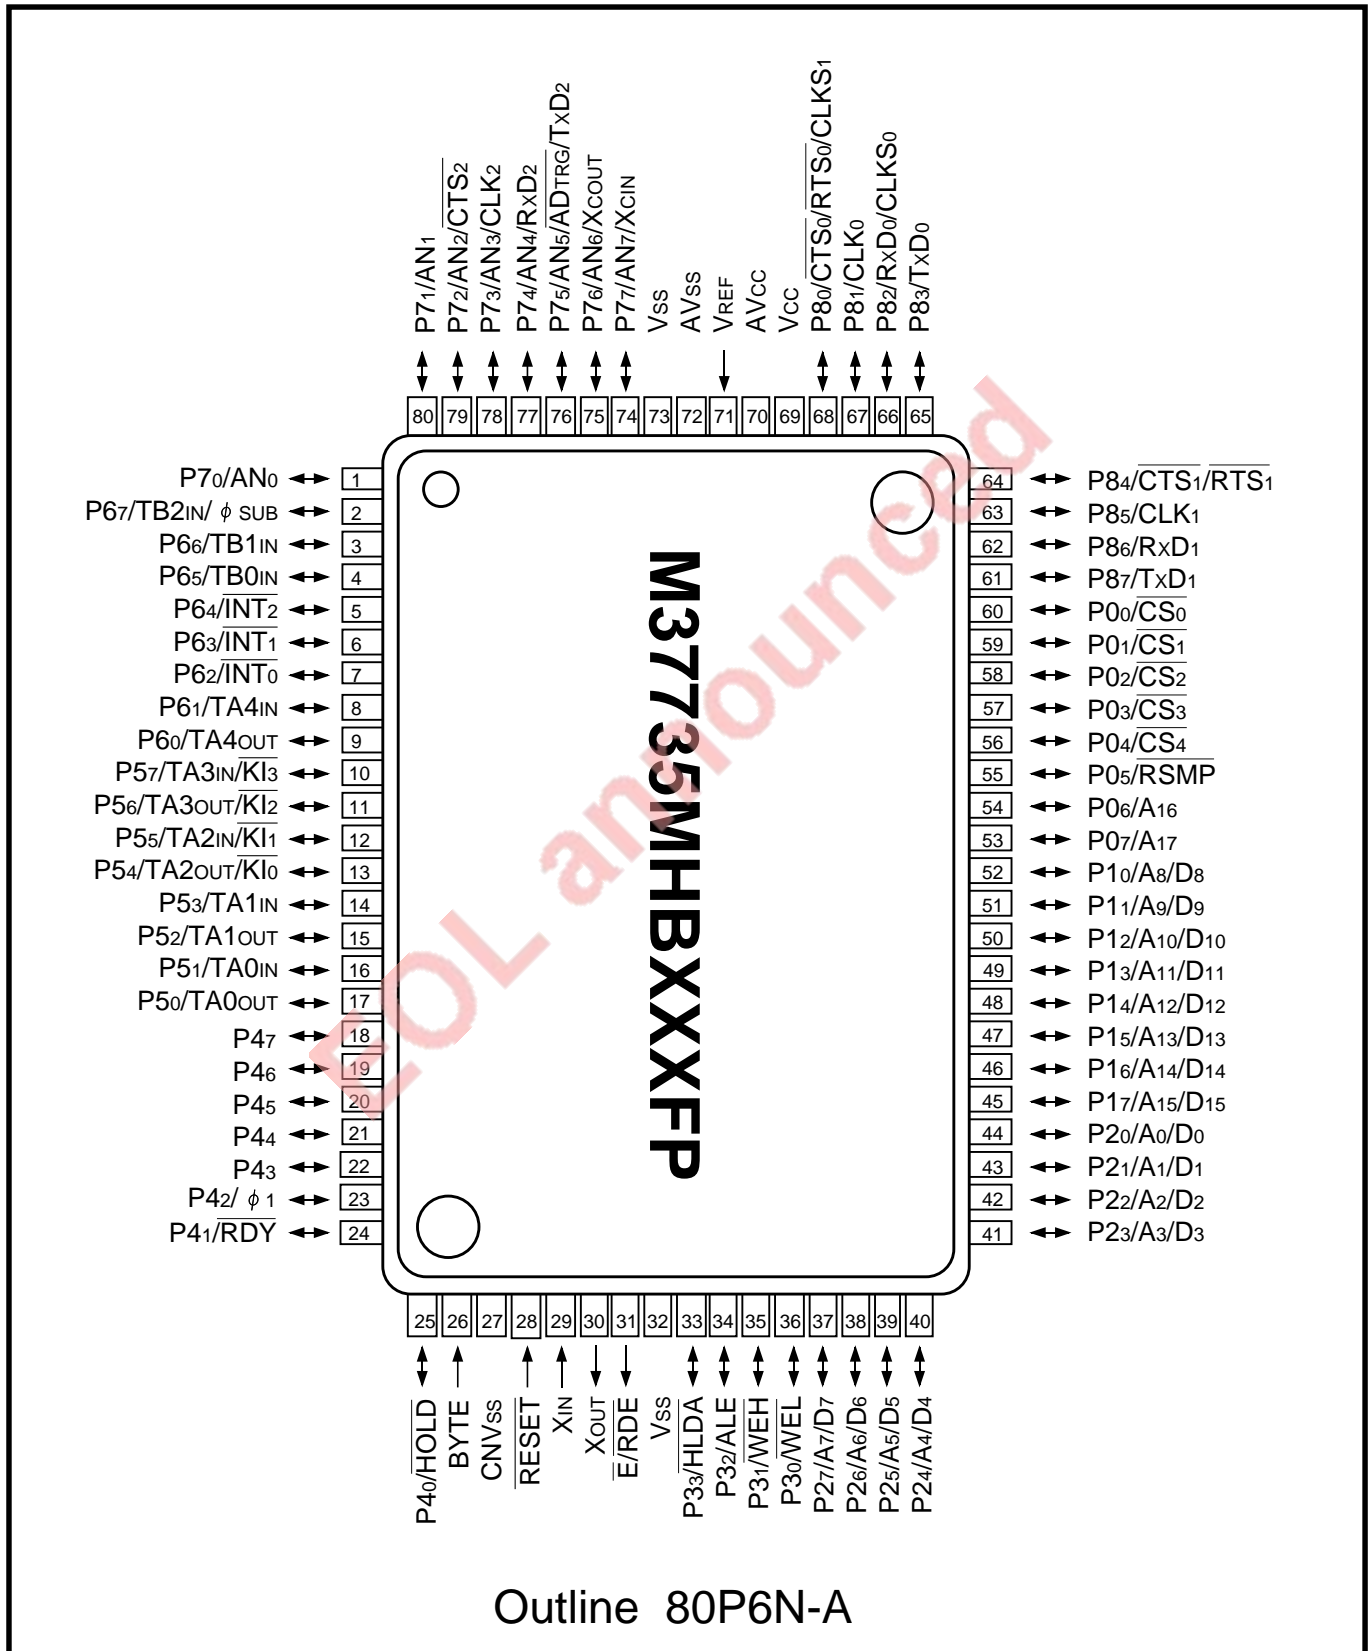 P71/AN1
P72/AN2/CTS2
P73/AN3/CLK2
P74/AN4/RXD2
P75/AN5/ADTRG/TXD2
P76/AN6/XCOUT
P77/AN7/XCIN
VSS
AVSS
VREF
AVCC
VCC
P80/CTS0/RTS0/CLKS1
P81/CLK0
P82/RXD0/CLKS0
P83/TXD0
80 79 78 77 76 75 74 73 72 71 70 69 68 67 66 65
P70/AN0 1
P67/TB2IN/ ϕ SUB 2
P66/TB1IN 3
P65/TB0IN 4
P64/INT2 5
P63/INT1 6
P62/INT0 7
P61/TA4IN 8
P60/TA4OUT 9
P57/TA3IN/KI3 10
P56/TA3OUT/KI2 11
P55/TA2IN/KI1 12
P54/TA2OUT/KI0 13
P53/TA1IN 14
P52/TA1OUT 15
P51/TA0IN 16
P50/TA0OUT 17
P47 18
P46 19
P45 20
P44 21
P43 22
P42/ ϕ 1 23
P41/RDY 24
M37735MHBXXXFP
EOL announced
64 P84/CTS1/RTS1
63 P85/CLK1
62 P86/RXD1
61 P87/TXD1
60 P00/CS0
59 P01/CS1
58 P02/CS2
57 P03/CS3
56 P04/CS4
55 P05/RSMP
54 P06/A16
53 P07/A17
52 P10/A8/D8
51 P11/A9/D9
50 P12/A10/D10
49 P13/A11/D11
48 P14/A12/D12
47 P15/A13/D13
46 P16/A14/D14
45 P17/A15/D15
44 P20/A0/D0
43 P21/A1/D1
42 P22/A2/D2
41 P23/A3/D3
25 26 27 28 29 30 31 32 33 34 35 36 37 38 39 40
P40/HOLD
BYTE
CNVSS
RESET
XIN
XOUT
E/RDE
VSS
P33/HLDA
P32/ALE
P31/WEH
P30/WEL
P27/A7/D7
P26/A6/D6
P25/A5/D5
P24/A4/D4
Outline 80P6N-A